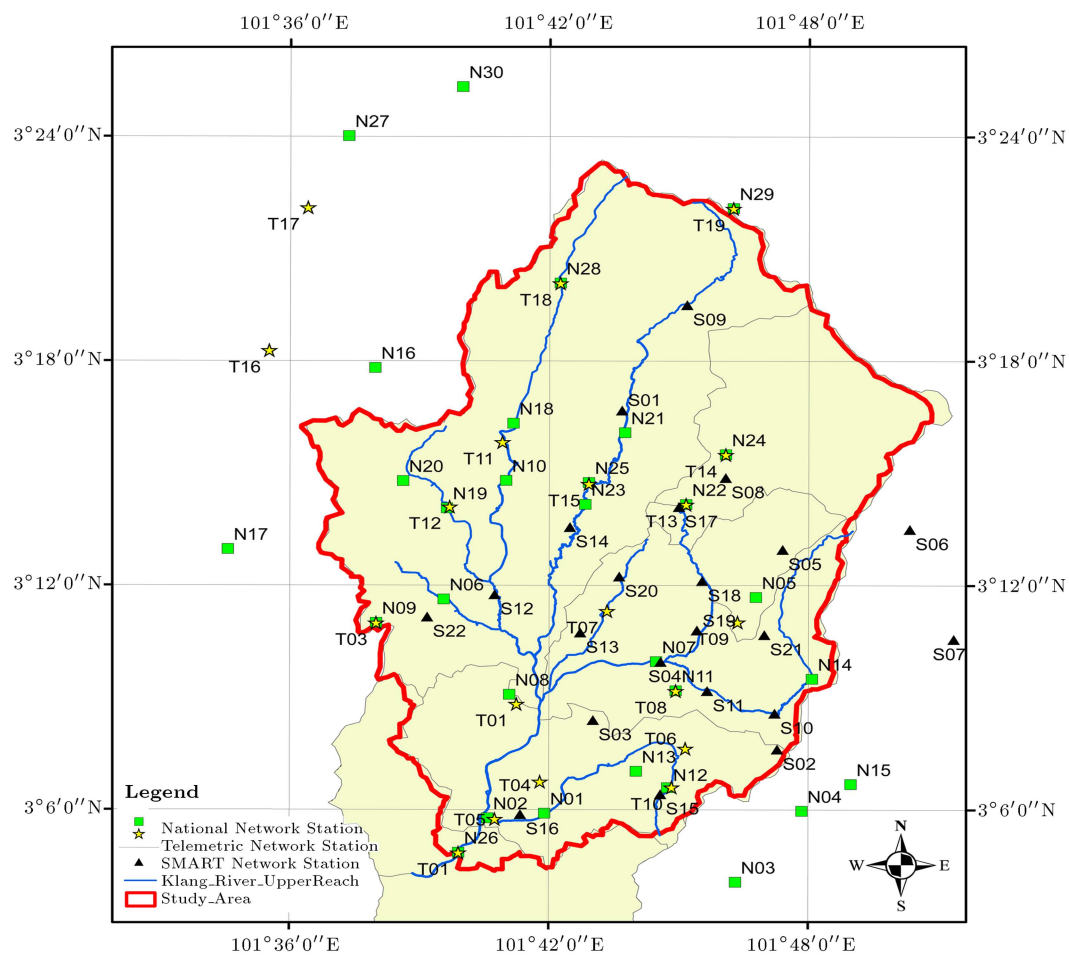 101°36′0′′E 101°42′0′′E 101°48′0′′E
N30
3°24′0′′N N27 3°24′0′′N
N29
T17 T19
N28
T18
S09
3°18′0′′N N16 3°18′0′′N
T16
N18 S01
N21
T11 N24
N20 N10 N25 T14
N19 N23 N22 S08
T12 T15 T13 S17
N17 S14 S06
S05
3°12′0′′N N06 S20 S18 N05 3°12′0′′N
N09 S12
S22 T07 S19
T03 S13 T09 S21
N07 S07
N08 S04 N11 N14
T01 T08 S11
S03 T06 S10
N13 S02
T04 N12 N15
3°6′0′′N N02 N01 T10 S15 N04 3°6′0′′N
T05 S16
N26
T01
N03
Legend
National Network Station
Telemetric Network Station
SMART Network Station
Klang_River_UpperReach
Study_Area
N
W E
S
101°36′0′′E 101°42′0′′E 101°48′0′′E